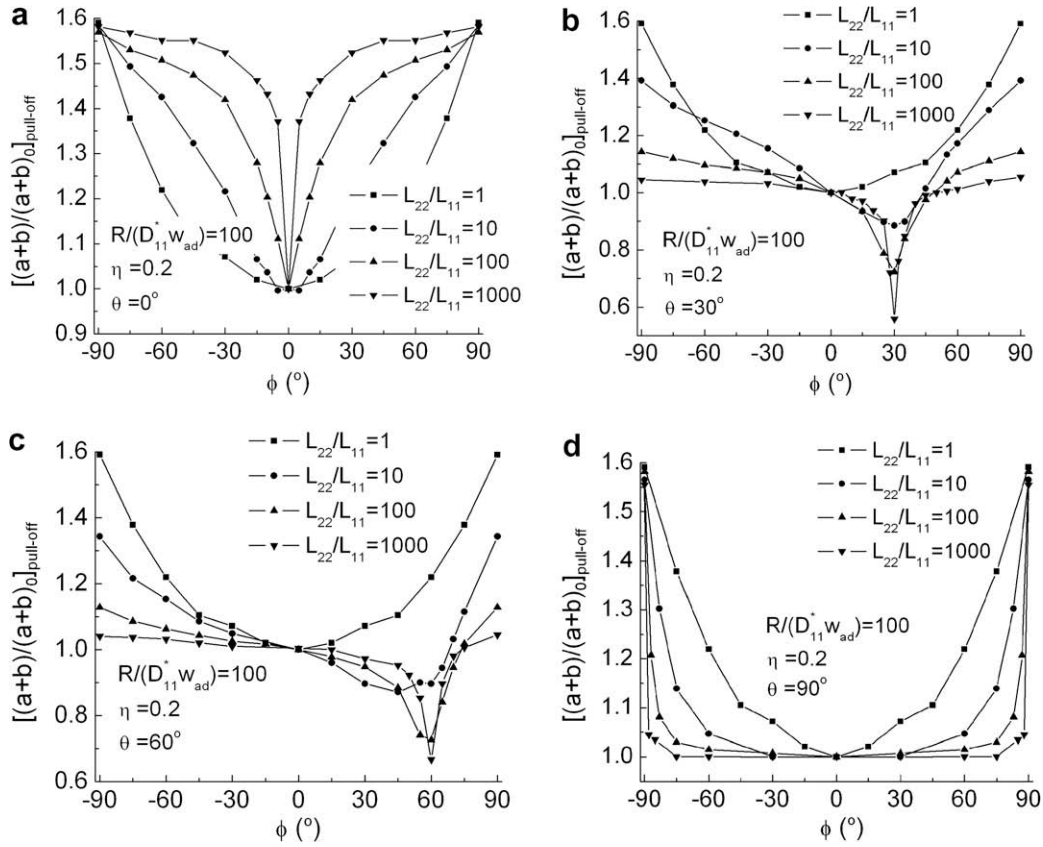 a
[(a+b)/(a+b)₀]pull-off
1.6
1.5
1.4
1.3
1.2
1.1
1.0
0.9
R/(D*₁₁w_ad)=100
η =0.2
θ =0°
L₂₂/L₁₁=1
L₂₂/L₁₁=10
L₂₂/L₁₁=100
L₂₂/L₁₁=1000
-90 -60 -30 0 30 60 90
ϕ (°)
b
[(a+b)/(a+b)₀]pull-off
1.6
1.4
1.2
1.0
0.8
0.6
L₂₂/L₁₁=1
L₂₂/L₁₁=10
L₂₂/L₁₁=100
L₂₂/L₁₁=1000
R/(D*₁₁w_ad)=100
η =0.2
θ =30°
-90 -60 -30 0 30 60 90
ϕ (°)
c
[(a+b)/(a+b)₀]pull-off
1.6
1.4
1.2
1.0
0.8
0.6
L₂₂/L₁₁=1
L₂₂/L₁₁=10
L₂₂/L₁₁=100
L₂₂/L₁₁=1000
R/(D*₁₁w_ad)=100
η =0.2
θ =60°
-90 -60 -30 0 30 60 90
ϕ (°)
d
[(a+b)/(a+b)₀]pull-off
1.6
1.5
1.4
1.3
1.2
1.1
1.0
L₂₂/L₁₁=1
L₂₂/L₁₁=10
L₂₂/L₁₁=100
L₂₂/L₁₁=1000
R/(D*₁₁w_ad)=100
η =0.2
θ =90°
-90 -60 -30 0 30 60 90
ϕ (°)